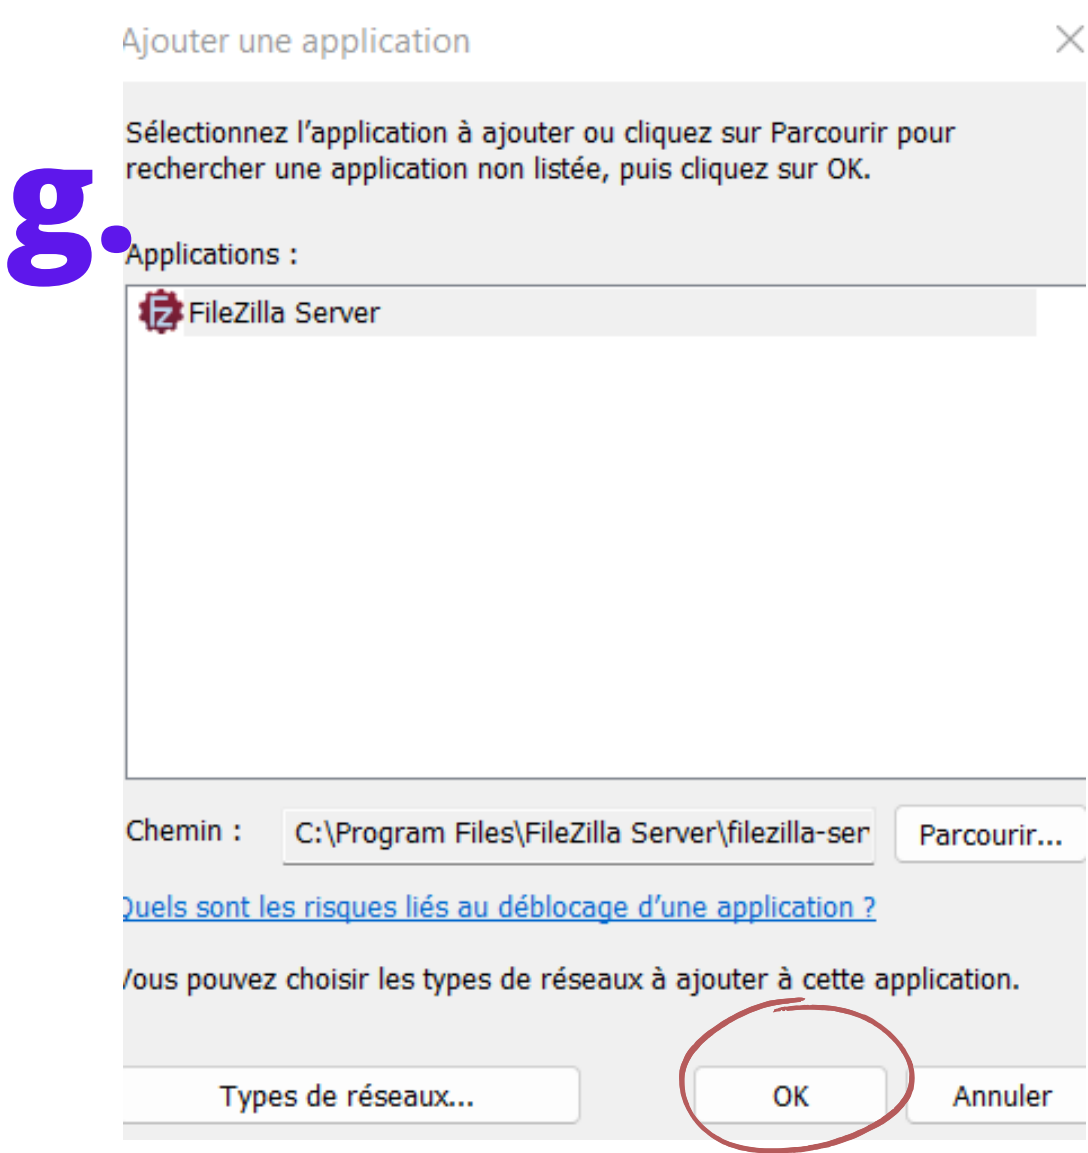 Ajouter une application
Sélectionnez l’application à ajouter ou cliquez sur Parcourir pour
rechercher une application non listée, puis cliquez sur OK.
g.
Applications :
FileZilla Server
Chemin :
C:\Program Files\FileZilla Server\filezilla-ser
Parcourir...
Quels sont les risques liés au déblocage d’une application ?
Vous pouvez choisir les types de réseaux à ajouter à cette application.
Types de réseaux...
OK
Annuler